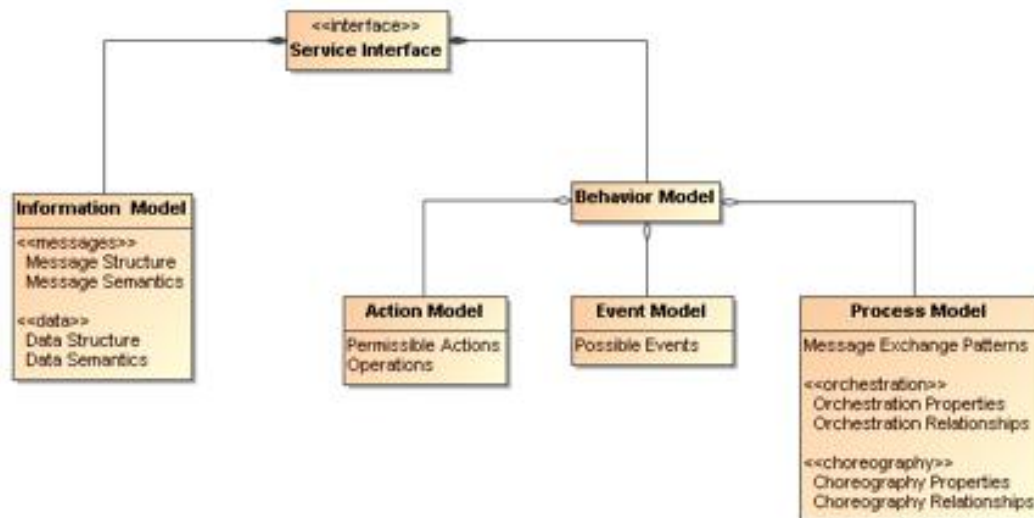 <<interface>>
Service Interface
Information  Model
<<messages>>
Message Structure
Message Semantics
<<data>>
Data Structure
Data Semantics
Behavior Model
Action Model
Permissible Actions
Operations
Event Model
Possible Events
Process Model
Message Exchange Patterns
<<orchestration>>
Orchestration Properties
Orchestration Relationships
<<choreography>>
Choreography Properties
Choreography Relationships